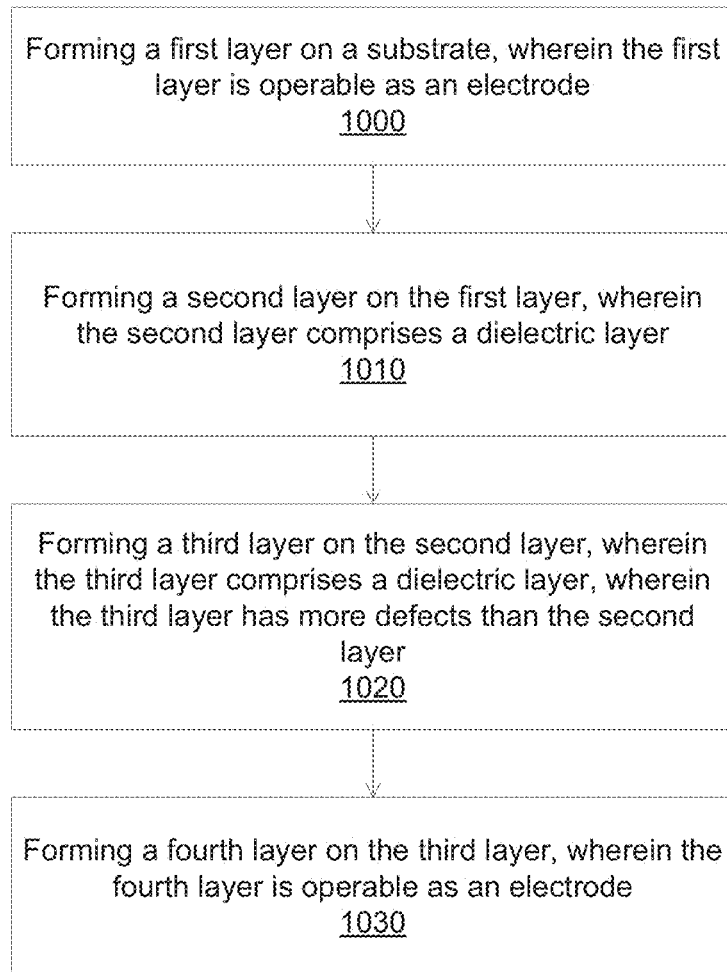 Forming a first layer on a substrate, wherein the first
layer is operable as an electrode
1000
Forming a second layer on the first layer, wherein
the second layer comprises a dielectric layer
1010
Forming a third layer on the second layer, wherein
the third layer comprises a dielectric layer, wherein
the third layer has more defects than the second
layer
1020
Forming a fourth layer on the third layer, wherein the
fourth layer is operable as an electrode
1030